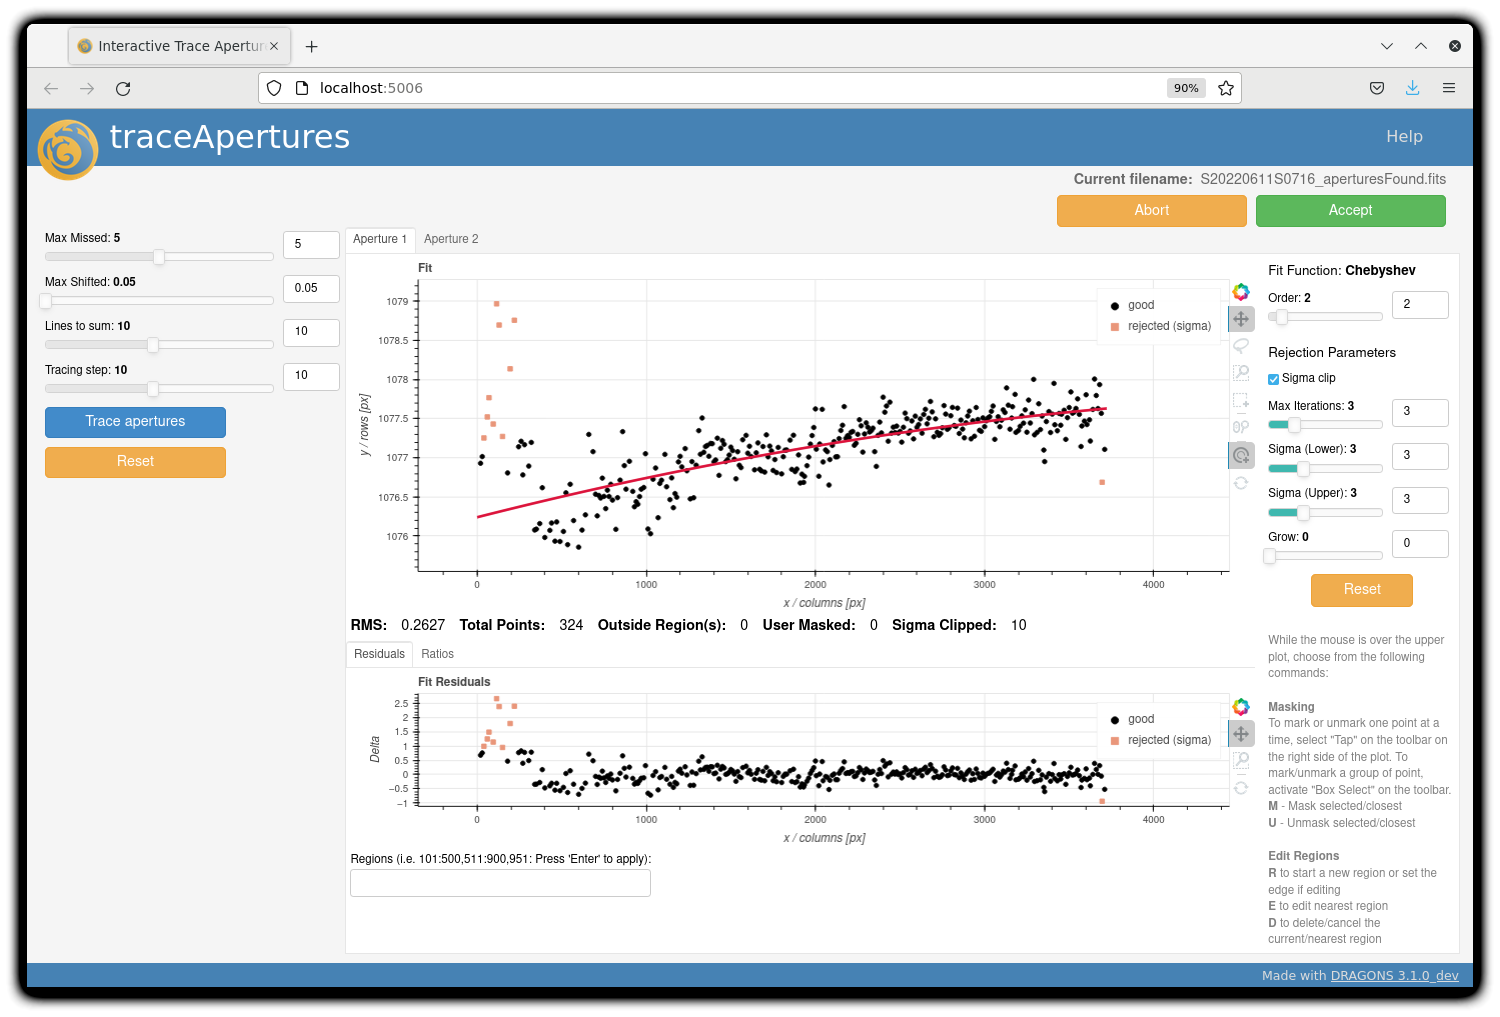 Interactive Trace Apertur
localhost:5006
90%
traceApertures
Help
Current filename: S20220611S0716_aperturesFound.fits
Abort
Accept
Max Missed: 5
5
Max Shifted: 0.05
0.05
Lines to sum: 10
10
Tracing step: 10
10
Trace apertures
Reset
Aperture 1
Aperture 2
Fit
1079
1078.5
1078
1077.5
1077
1076.5
1076
y / rows [px]
good
rejected (sigma)
0
1000
2000
3000
4000
x / columns [px]
RMS: 0.2627 Total Points: 324 Outside Region(s): 0 User Masked: 0 Sigma Clipped: 10
Residuals
Ratios
Fit Residuals
2.5
2
1.5
1
0.5
0
−0.5
−1
Delta
good
rejected (sigma)
0
1000
2000
3000
4000
x / columns [px]
Regions (i.e. 101:500,511:900,951: Press 'Enter' to apply):
Fit Function: Chebyshev
Order: 2
2
Rejection Parameters
Sigma clip
Max Iterations: 3
3
Sigma (Lower): 3
3
Sigma (Upper): 3
3
Grow: 0
0
Reset
While the mouse is over the upper
plot, choose from the following
commands:
Masking
To mark or unmark one point at a
time, select "Tap" on the toolbar on
the right side of the plot. To
mark/unmark a group of point,
activate "Box Select" on the toolbar.
M - Mask selected/closest
U - Unmask selected/closest
Edit Regions
R to start a new region or set the
edge if editing
E to edit nearest region
D to delete/cancel the
current/nearest region
Made with DRAGONS 3.1.0_dev